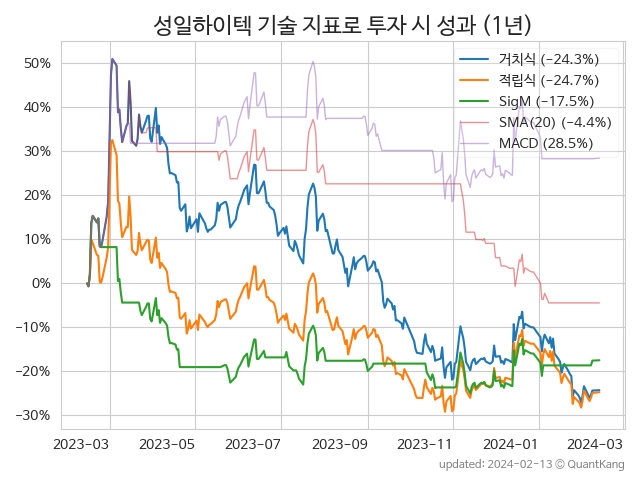 성일하이텍 기술 지표로 투자 시 성과 (1년)
거치식 (−24.3%)
적립식 (−24.7%)
SigM (−17.5%)
SMA(20) (−4.4%)
MACD (28.5%)
50%
40%
30%
20%
10%
0%
−10%
−20%
−30%
2023-03 2023-05 2023-07 2023-09 2023-11 2024-01 2024-03
updated: 2024-02-13 © QuantKang